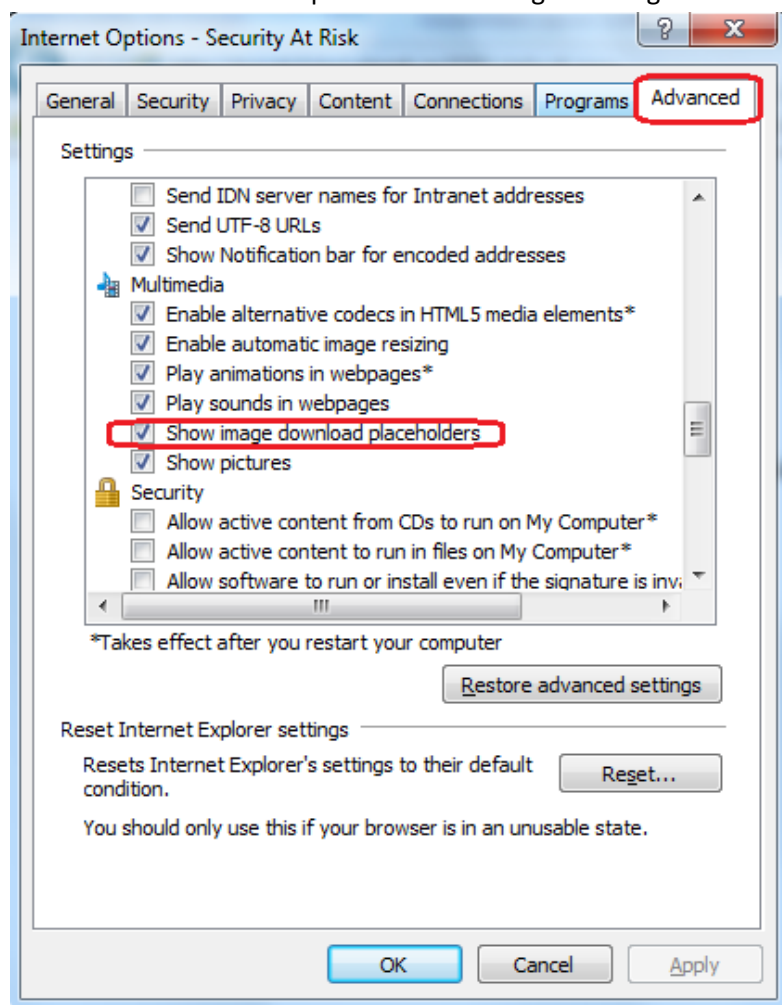 Internet Options - Security At Risk
General Security Privacy Content Connections Programs Advanced
Settings
Send IDN server names for Intranet addresses
Send UTF-8 URLs
Show Notification bar for encoded addresses
Multimedia
Enable alternative codecs in HTML5 media elements*
Enable automatic image resizing
Play animations in webpages*
Play sounds in webpages
Show image download placeholders
Show pictures
Security
Allow active content from CDs to run on My Computer*
Allow active content to run in files on My Computer*
Allow software to run or install even if the signature is inv
*Takes effect after you restart your computer
Restore advanced settings
Reset Internet Explorer settings
Resets Internet Explorer's settings to their default
condition.
Reset...
You should only use this if your browser is in an unusable state.
OK Cancel Apply